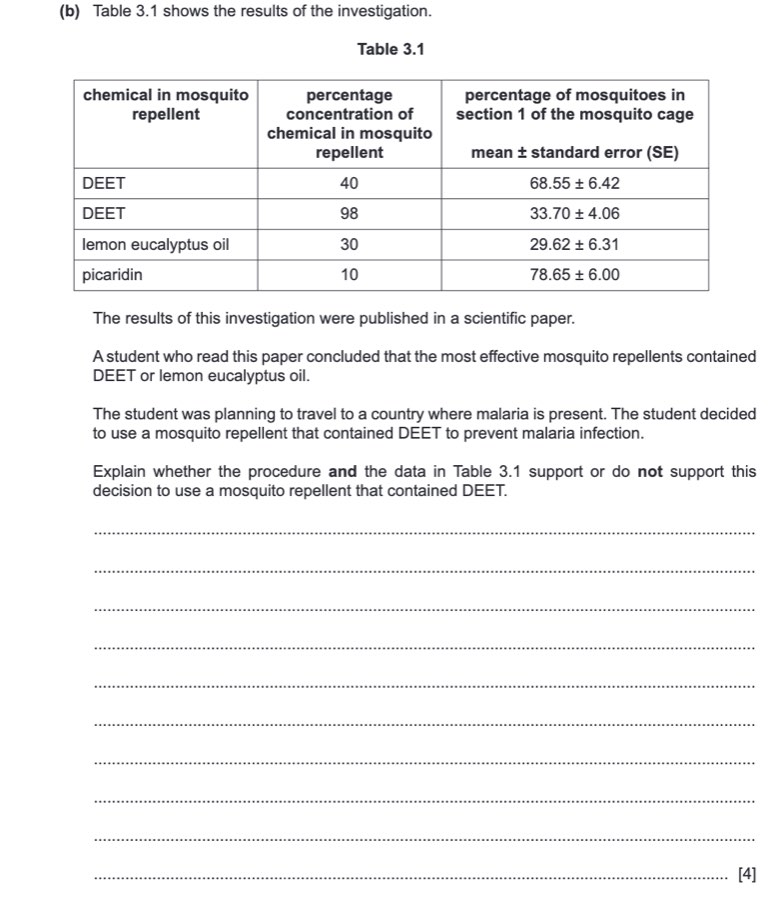 (b) Table 3.1 shows the results of the investigation.
Table 3.1
chemical in mosquito repellent | percentage concentration of chemical in mosquito repellent | percentage of mosquitoes in section 1 of the mosquito cage mean ± standard error (SE)
DEET | 40 | 68.55 ± 6.42
DEET | 98 | 33.70 ± 4.06
lemon eucalyptus oil | 30 | 29.62 ± 6.31
picaridin | 10 | 78.65 ± 6.00
The results of this investigation were published in a scientific paper.
A student who read this paper concluded that the most effective mosquito repellents contained
DEET or lemon eucalyptus oil.
The student was planning to travel to a country where malaria is present. The student decided
to use a mosquito repellent that contained DEET to prevent malaria infection.
Explain whether the procedure and the data in Table 3.1 support or do not support this
decision to use a mosquito repellent that contained DEET.
[4]